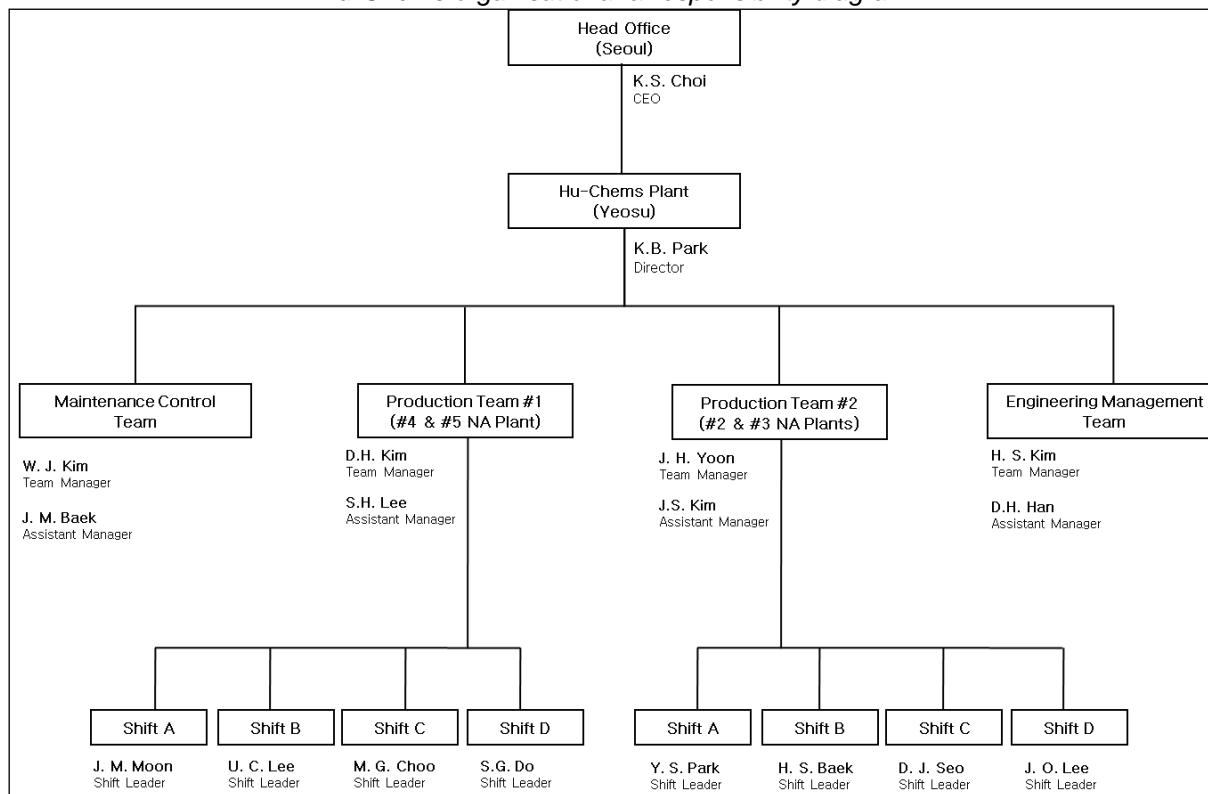 Head Office
(Seoul)
K.S. Choi
CEO
Hu-Chems Plant
(Yeosu)
K.B. Park
Director
Maintenance Control
Team
W. J. Kim
Team Manager
J. M. Baek
Assistant Manager
Production Team #1
(#4 & #5 NA Plant)
D.H. Kim
Team Manager
S.H. Lee
Assistant Manager
Production Team #2
(#2 & #3 NA Plants)
J. H. Yoon
Team Manager
J.S. Kim
Assistant Manager
Engineering Management
Team
H. S. Kim
Team Manager
D.H. Han
Assistant Manager
Shift A
J. M. Moon
Shift Leader
Shift B
U. C. Lee
Shift Leader
Shift C
M. G. Choo
Shift Leader
Shift D
S.G. Do
Shift Leader
Shift A
Y. S. Park
Shift Leader
Shift B
H. S. Baek
Shift Leader
Shift C
D. J. Seo
Shift Leader
Shift D
J. O. Lee
Shift Leader